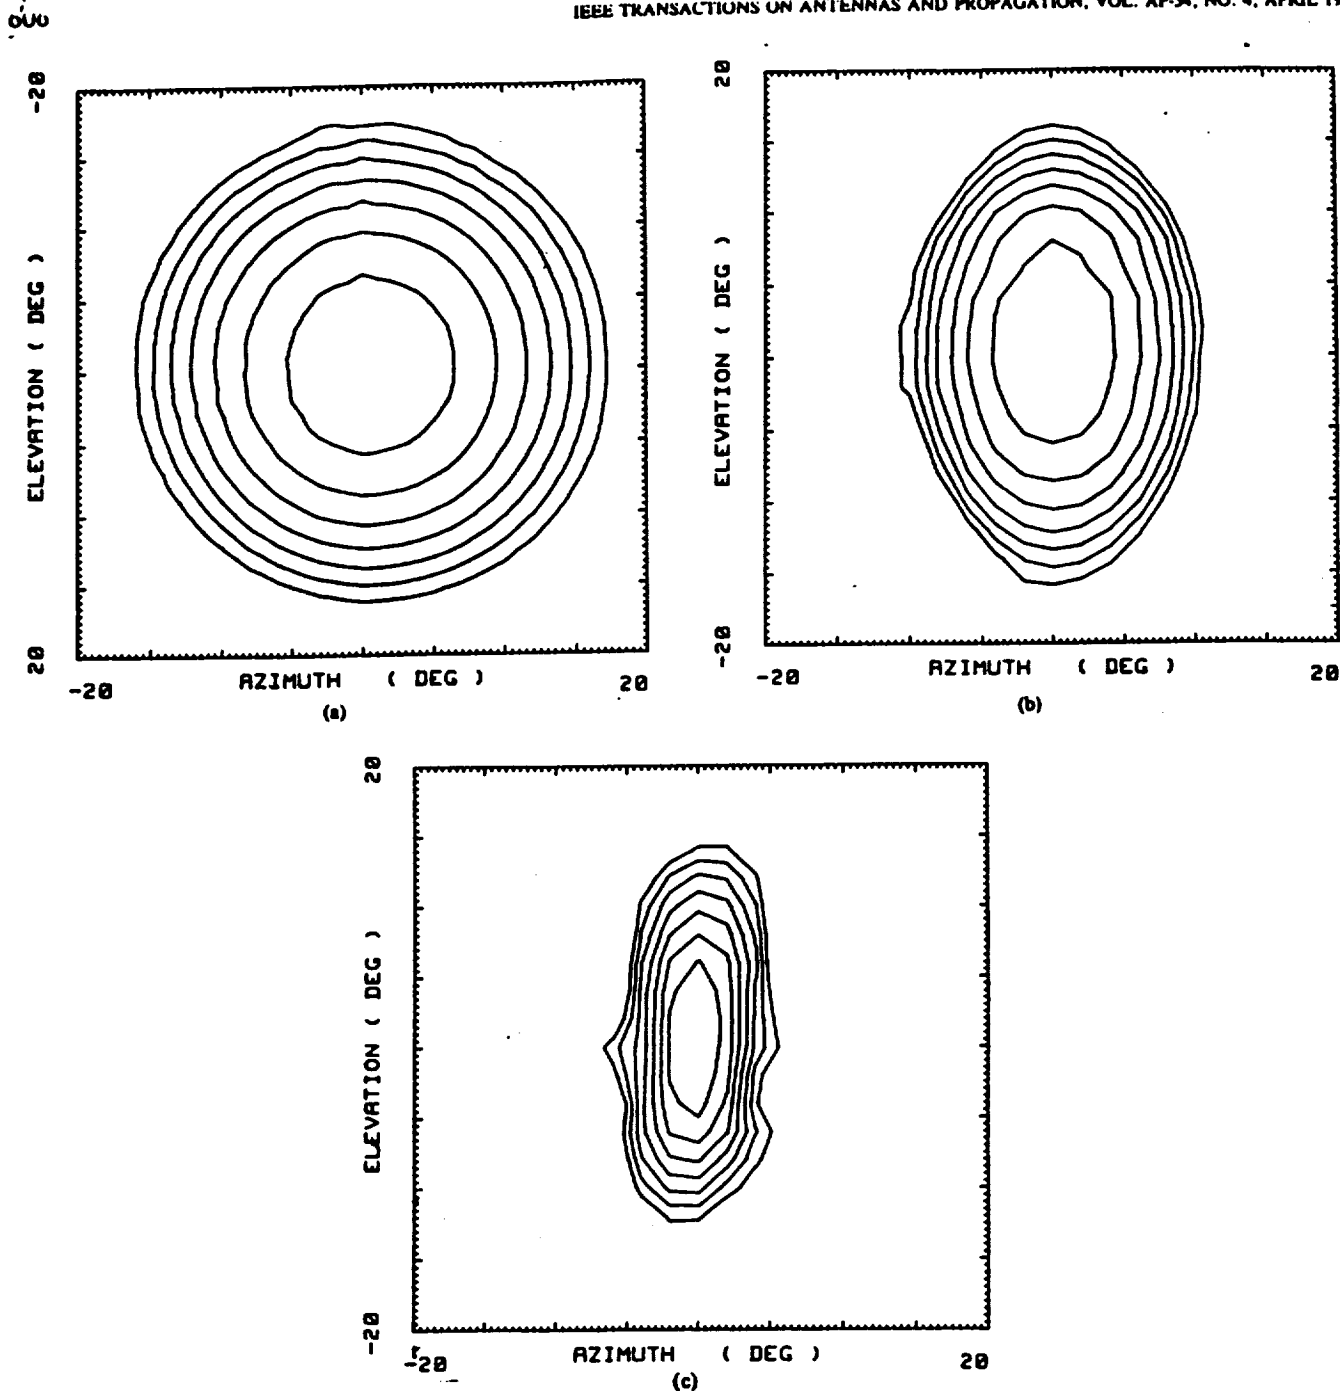 IEEE TRANSACTIONS ON ANTENNAS AND PROPAGATION, VOL. AP-34, NO. 4, APRIL
-20
ELEVATION ( DEG )
20
-20
AZIMUTH ( DEG )
20
(a)
20
ELEVATION ( DEG )
-20
-20
AZIMUTH ( DEG )
20
(b)
20
ELEVATION ( DEG )
-20
-20
AZIMUTH ( DEG )
20
(c)